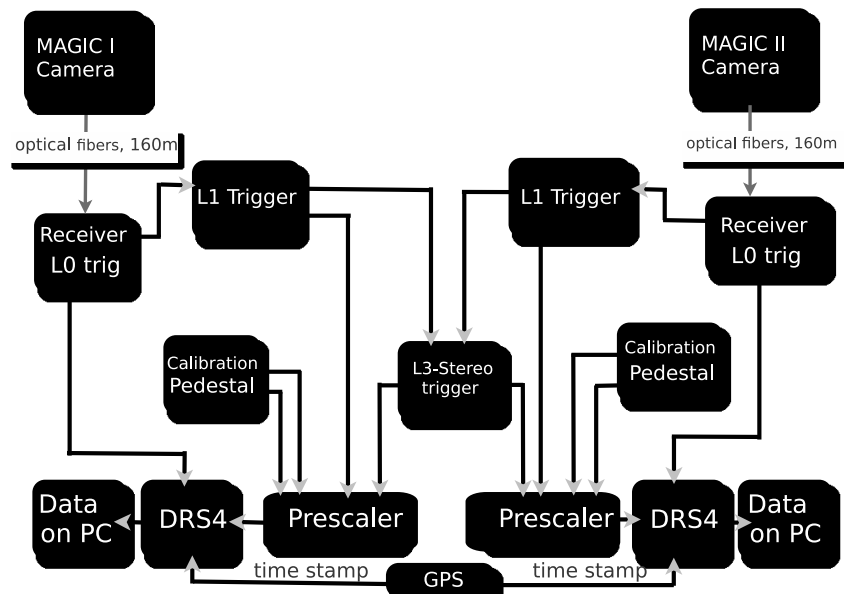 MAGIC I
Camera
MAGIC II
Camera
optical fibers, 160m
optical fibers, 160m
L1 Trigger
L1 Trigger
Receiver
L0 trig
Receiver
L0 trig
Calibration
Pedestal
L3-Stereo
trigger
Calibration
Pedestal
Data
on PC
DRS4
Prescaler
Prescaler
DRS4
Data
on PC
time stamp
GPS
time stamp